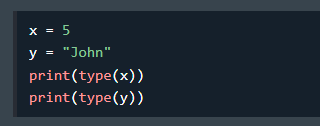 x = 5
y = "John"
print(type(x))
print(type(y))